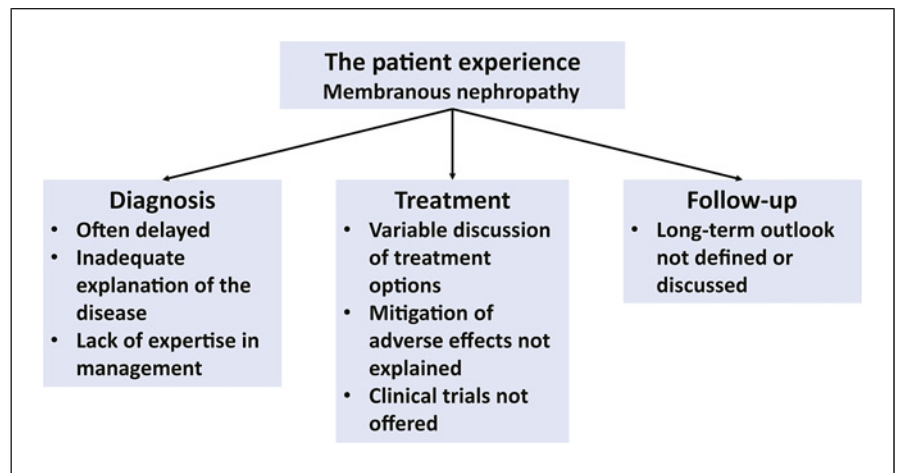 The patient experience
Membranous nephropathy
Diagnosis
• Often delayed
• Inadequate
explanation of the
disease
• Lack of expertise in
management
Treatment
• Variable discussion
of treatment
options
• Mitigation of
adverse effects not
explained
• Clinical trials not
offered
Follow-up
• Long-term outlook
not defined or
discussed